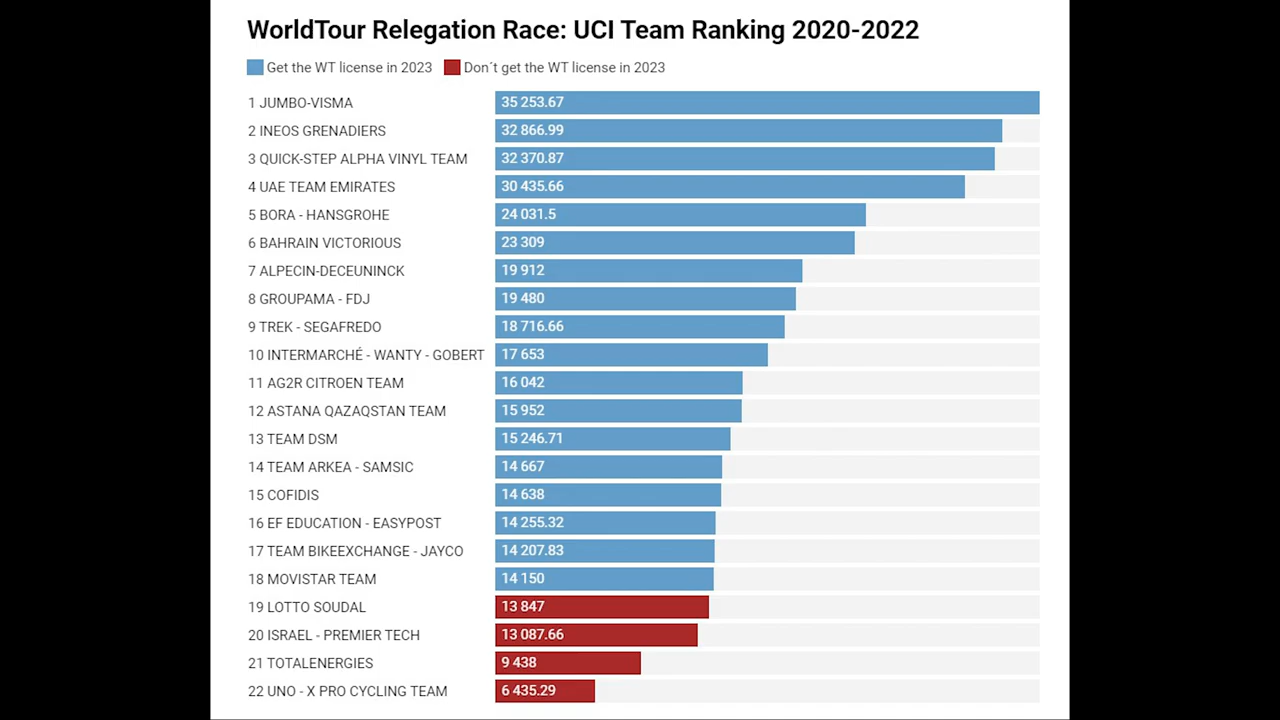 WorldTour Relegation Race: UCI Team Ranking 2020-2022
Get the WT license in 2023 Don´t get the WT license in 2023
1 JUMBO-VISMA 35 253.67
2 INEOS GRENADIERS 32 866.99
3 QUICK-STEP ALPHA VINYL TEAM 32 370.87
4 UAE TEAM EMIRATES 30 435.66
5 BORA - HANSGROHE 24 031.5
6 BAHRAIN VICTORIOUS 23 309
7 ALPECIN-DECEUNINCK 19 912
8 GROUPAMA - FDJ 19 480
9 TREK - SEGAFREDO 18 716.66
10 INTERMARCHÉ - WANTY - GOBERT 17 653
11 AG2R CITROEN TEAM 16 042
12 ASTANA QAZAQSTAN TEAM 15 952
13 TEAM DSM 15 246.71
14 TEAM ARKEA - SAMSIC 14 667
15 COFIDIS 14 638
16 EF EDUCATION - EASYPOST 14 255.32
17 TEAM BIKEEXCHANGE - JAYCO 14 207.83
18 MOVISTAR TEAM 14 150
19 LOTTO SOUDAL 13 847
20 ISRAEL - PREMIER TECH 13 087.66
21 TOTALENERGIES 9 438
22 UNO - X PRO CYCLING TEAM 6 435.29